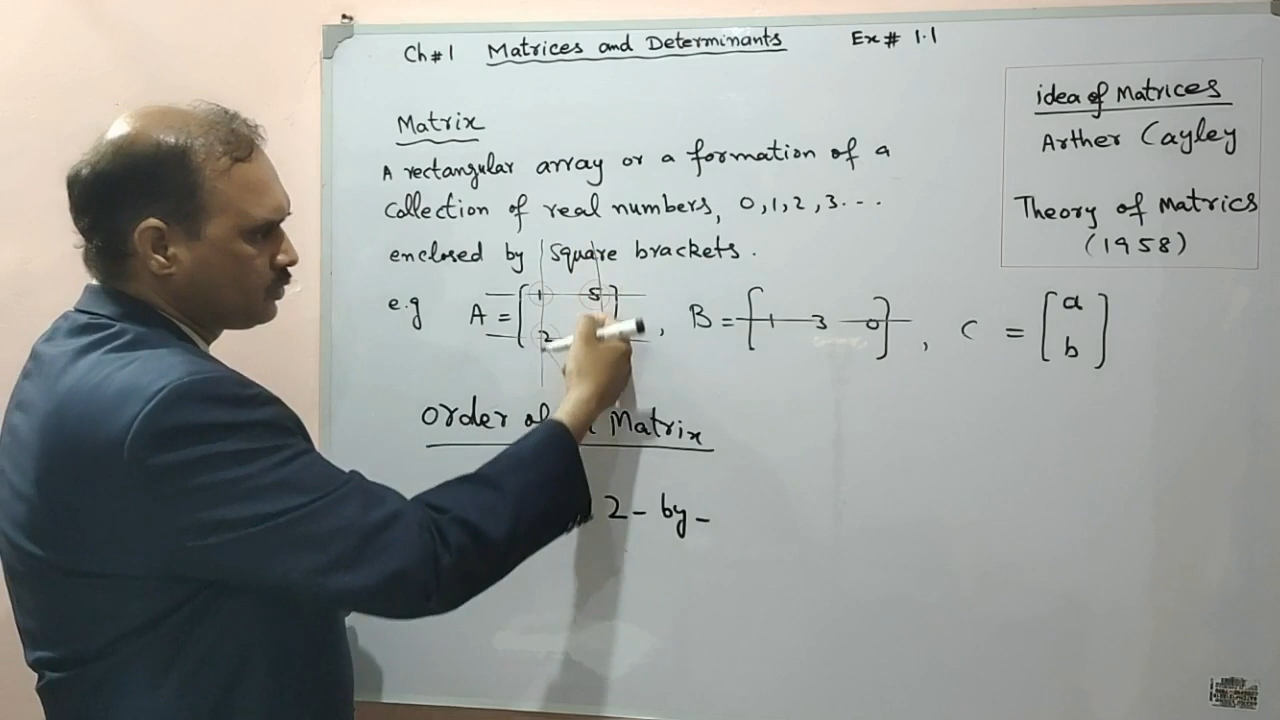 Ch # 1 Matrices and Determinants Ex # 1.1
idea of Matrices
Arther Cayley
Theory of Matrics
(1958)
Matrix
A rectangular array or a formation of a
Collection of real numbers, 0, 1, 2, 3...
enclosed by square brackets.
e.g A = [ 1 5 ] , B = [ 1 3 0 ] , C = [ a ]
2 b
Order Matrix
2 - by -